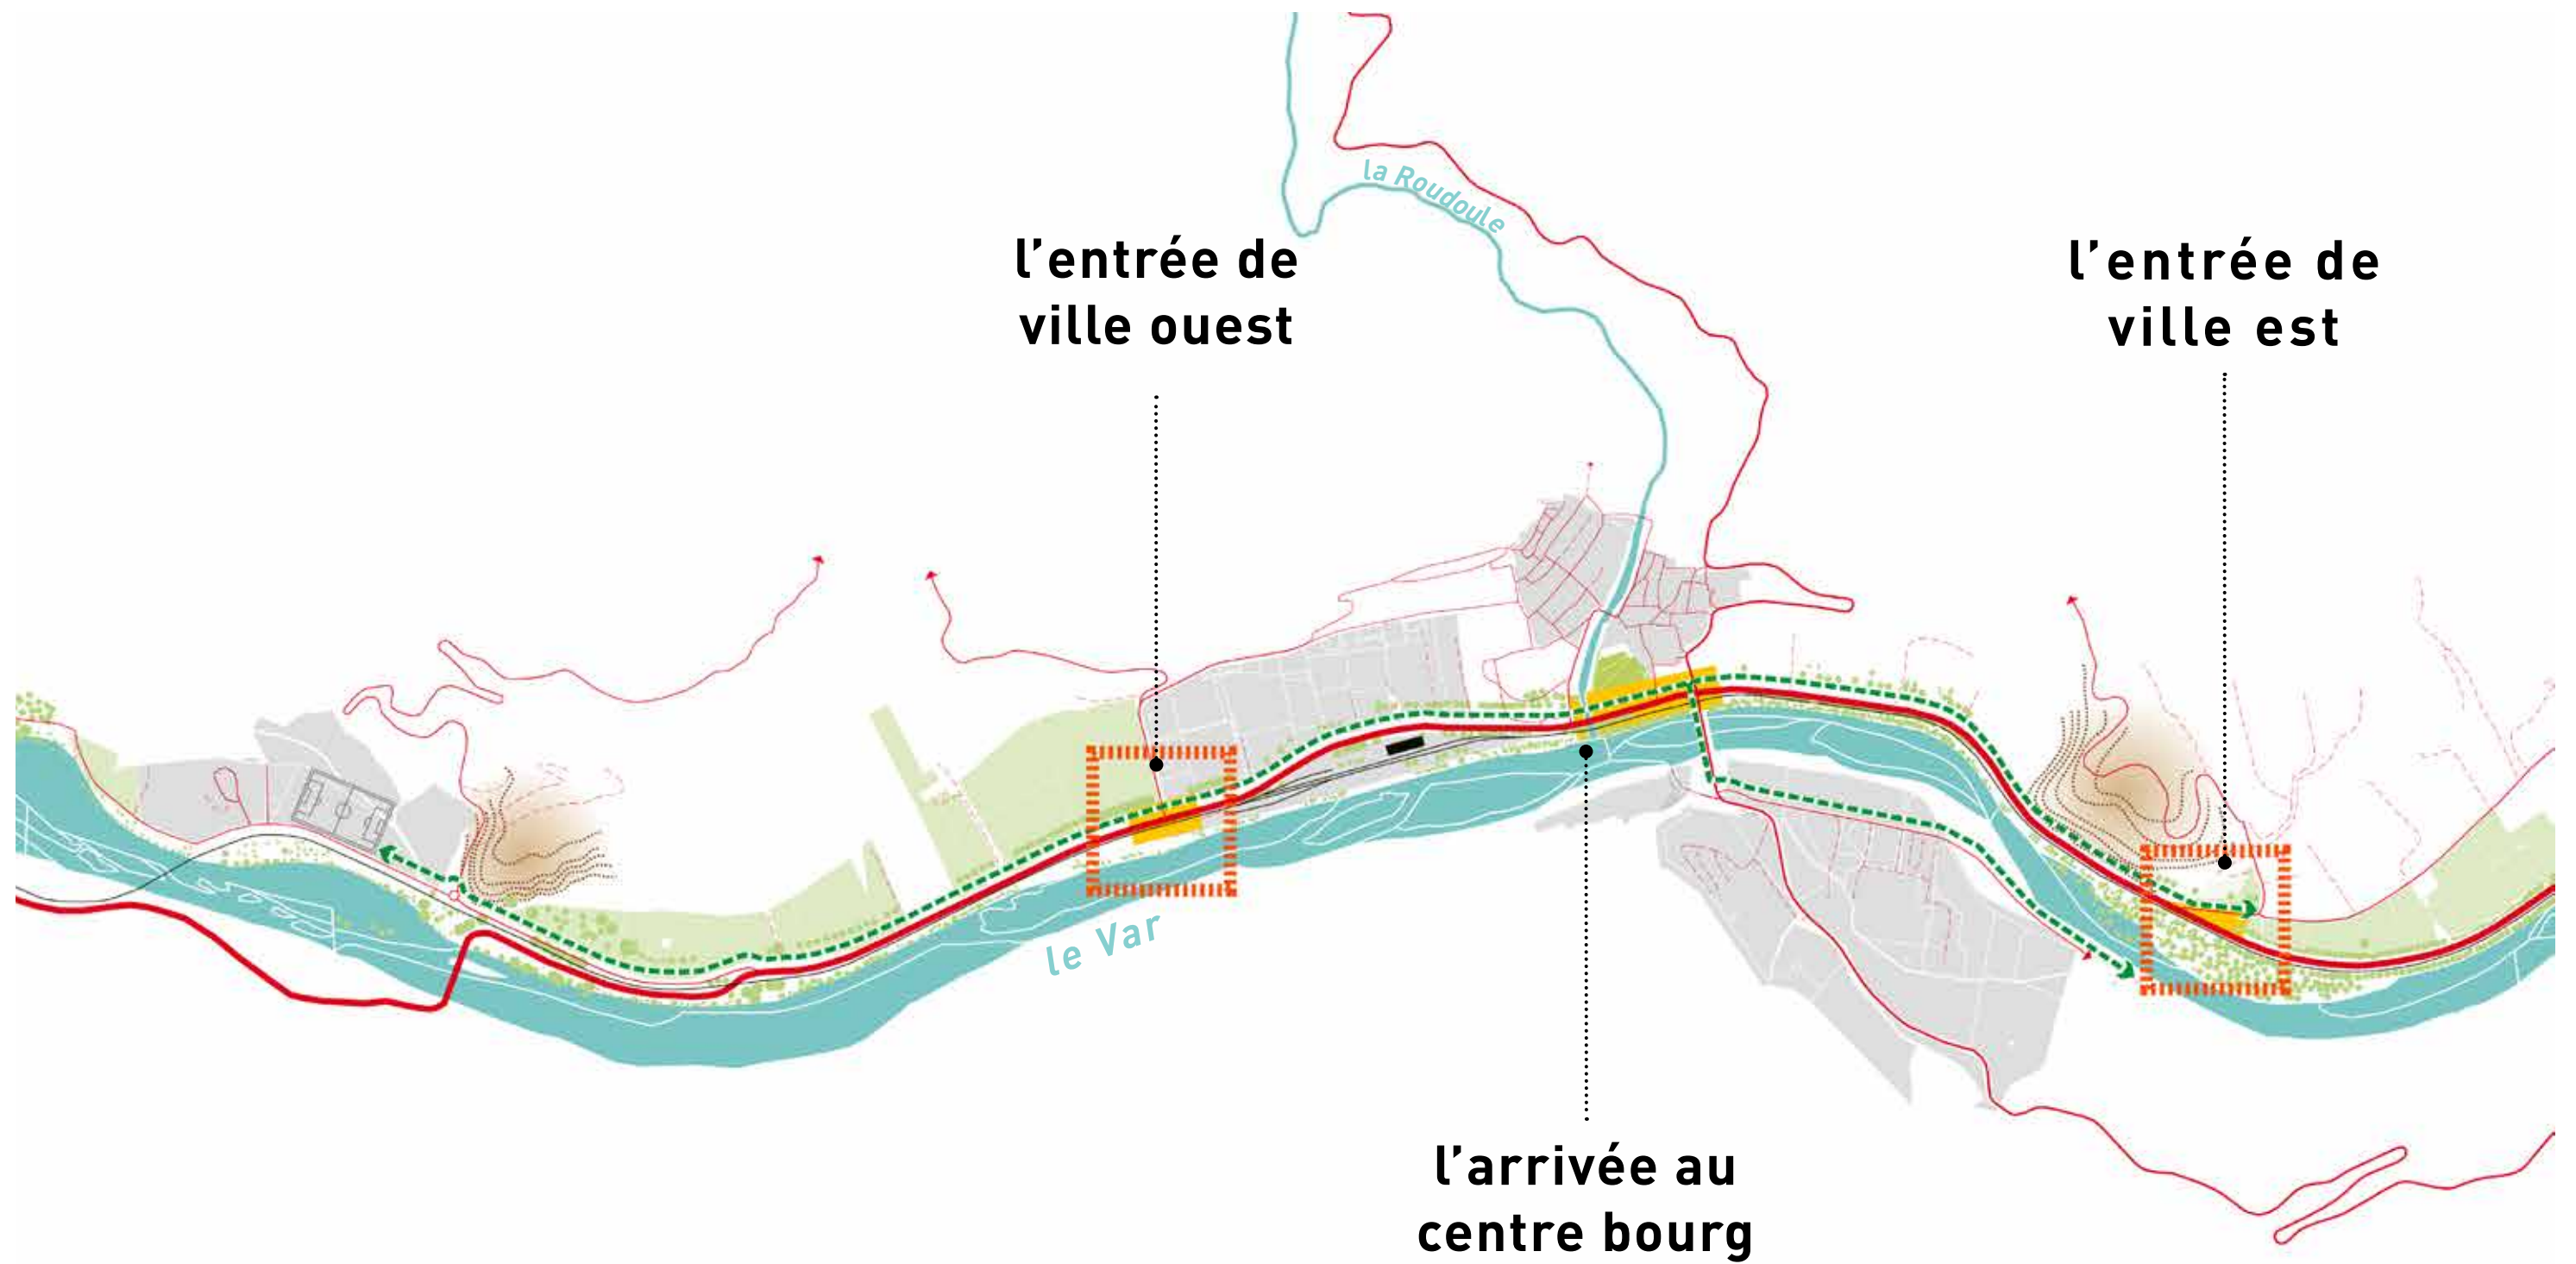 la Roudoule
l’entrée de
ville ouest
l’entrée de
ville est
le Var
l’arrivée au
centre bourg